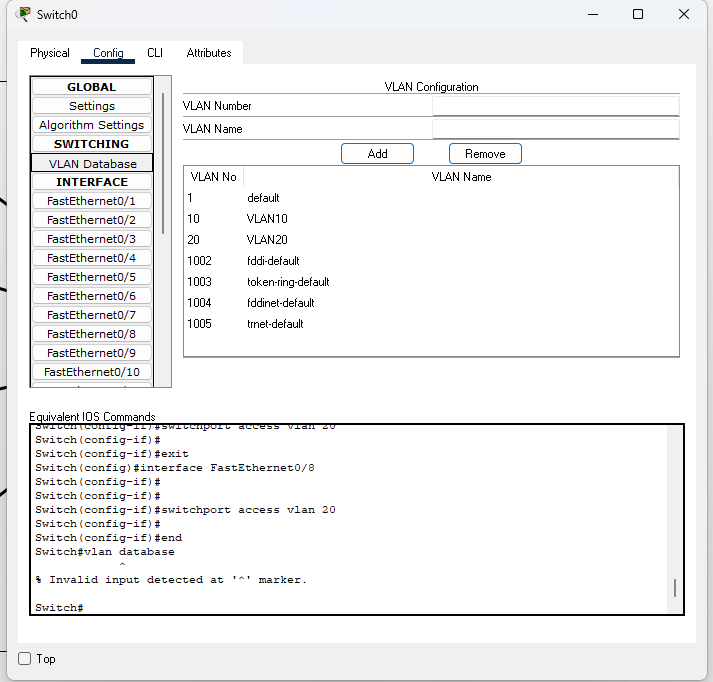 Switch0
Physical Config CLI Attributes
GLOBAL
Settings
Algorithm Settings
SWITCHING
VLAN Database
INTERFACE
FastEthernet0/1
FastEthernet0/2
FastEthernet0/3
FastEthernet0/4
FastEthernet0/5
FastEthernet0/6
FastEthernet0/7
FastEthernet0/8
FastEthernet0/9
FastEthernet0/10
VLAN Configuration
VLAN Number
VLAN Name
Add Remove
VLAN No VLAN Name
1 default
10 VLAN10
20 VLAN20
1002 fddi-default
1003 token-ring-default
1004 fddinet-default
1005 trnet-default
Equivalent IOS Commands
Switch(config-if)#switchport access vlan 20
Switch(config-if)#
Switch(config-if)#exit
Switch(config)#interface FastEthernet0/8
Switch(config-if)#
Switch(config-if)#
Switch(config-if)#switchport access vlan 20
Switch(config-if)#
Switch(config-if)#end
Switch#vlan database
^
% Invalid input detected at '^' marker.
Switch#
Top